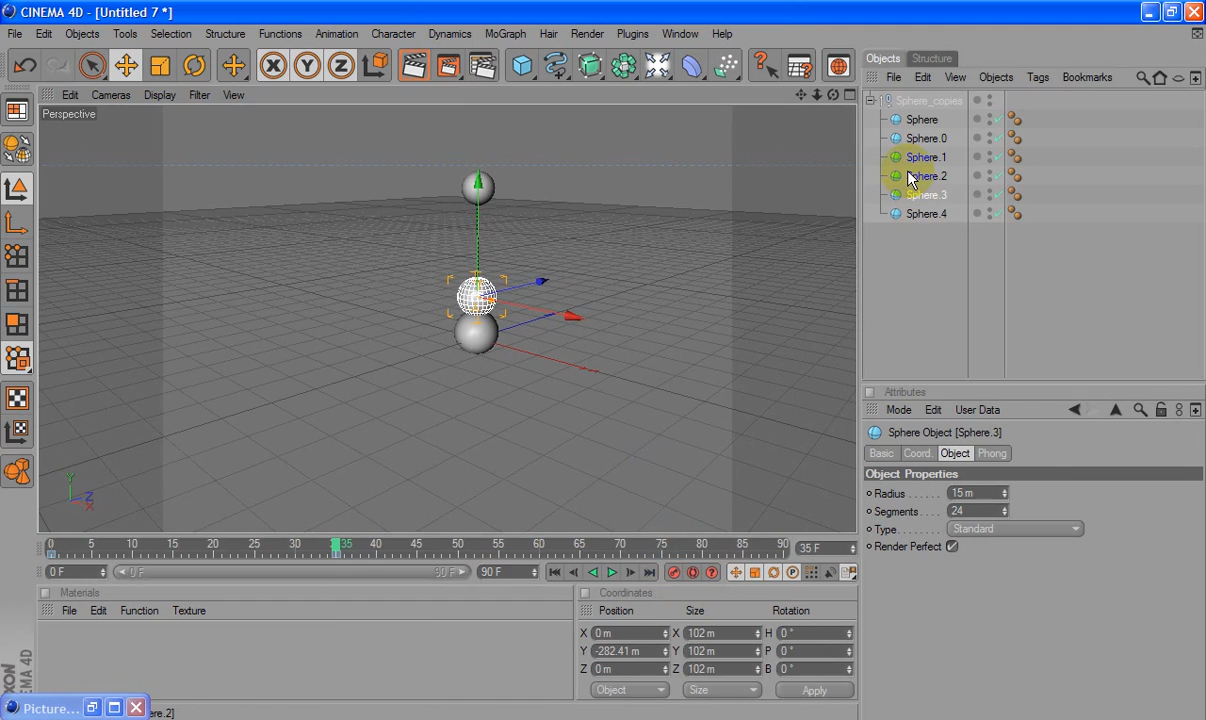 CINEMA 4D - [Untitled 7 *]
File Edit Objects Tools Selection Structure Functions Animation Character Dynamics MoGraph Hair Render Plugins Window Help
Objects Structure
File Edit View Objects Tags Bookmarks
Edit Cameras Display Filter View
Perspective
Sphere_copies
Sphere
Sphere.0
Sphere.1
Sphere.2
Sphere.3
Sphere.4
Y
Z
X
Attributes
Mode Edit User Data
Sphere Object [Sphere.3]
Basic Coord. Object Phong
Object Properties
Radius 15 m
Segments 24
Type Standard
Render Perfect
0 5 10 15 20 25 30 35 40 45 50 55 60 65 70 75 80 85 90 35 F
0 F 0 F 90 F 90 F
Materials
File Edit Function Texture
Coordinates
Position Size Rotation
X 0 m X 102 m H 0 °
Y -282.41 m Y 102 m P 0 °
Z 0 m Z 102 m B 0 °
Object Size Apply
Picture...
ere.2]